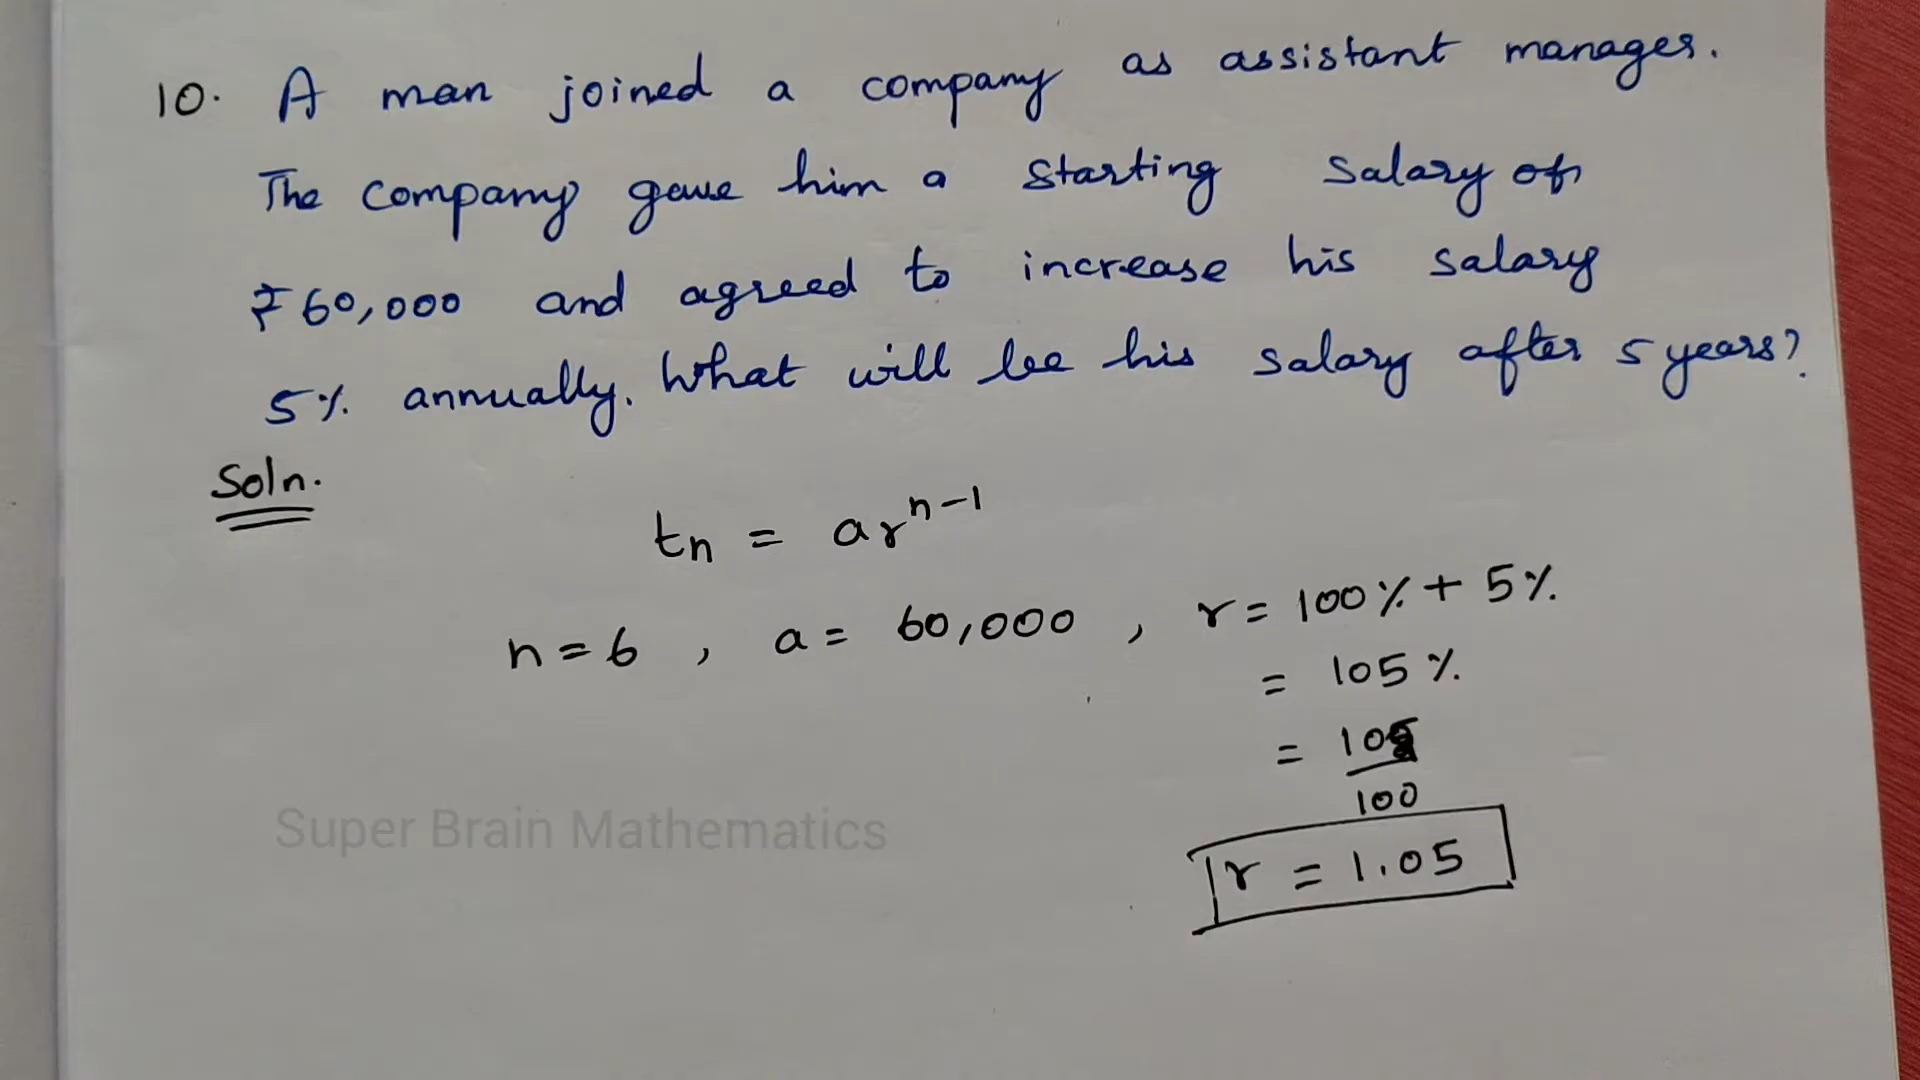 10. A man joined a company as assistant manager.
The company gave him a starting salary of
₹60,000 and agreed to increase his salary
5% annually. What will be his salary after 5 years?
Soln.
tn = ar^n-1
n = 6 , a = 60,000 , r = 100% + 5%
= 105%
= 105
100
r = 1.05
Super Brain Mathematics